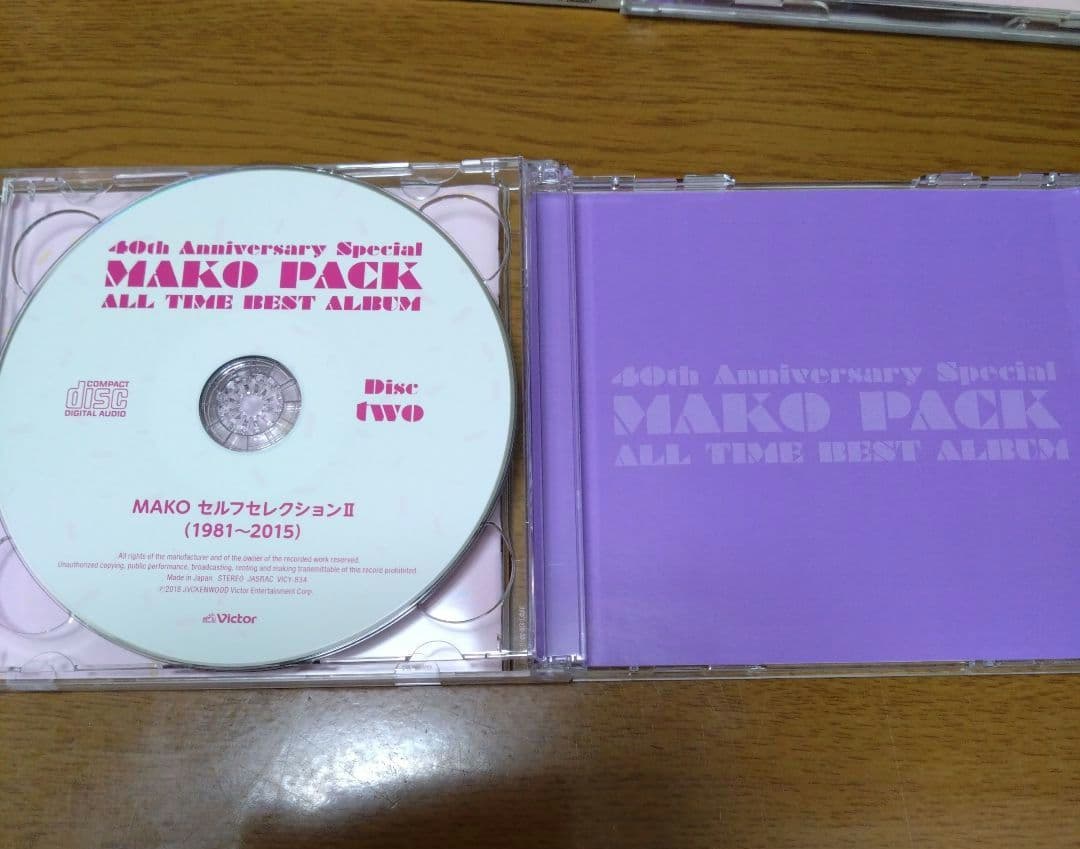 40th Anniversary Special
MAKO PACK
ALL TIME BEST ALBUM
COMPACT
disc
DIGITAL AUDIO
Disc
two
MAKO セルフセレクションⅡ
(1981〜2015)
All rights of the manufacturer and of the owner of the recorded work reserved.
Unauthorized copying, public performance, broadcasting, renting and making transmittable of this record prohibited.
Made in Japan STEREO JASRAC VICY-834
Ⓟ2018 JVCKENWOOD Victor Entertainment Corp.
Victor
40th Anniversary Special
MAKO PACK
ALL TIME BEST ALBUM